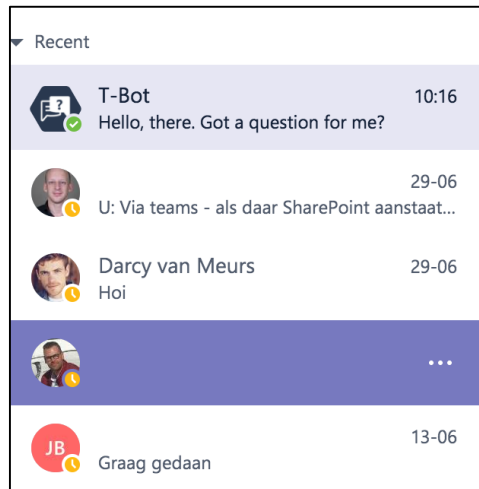 Recent
T-Bot 10:16
Hello, there. Got a question for me?
29-06
U: Via teams - als daar SharePoint aanstaat...
Darcy van Meurs 29-06
Hoi
...
JB 13-06
Graag gedaan